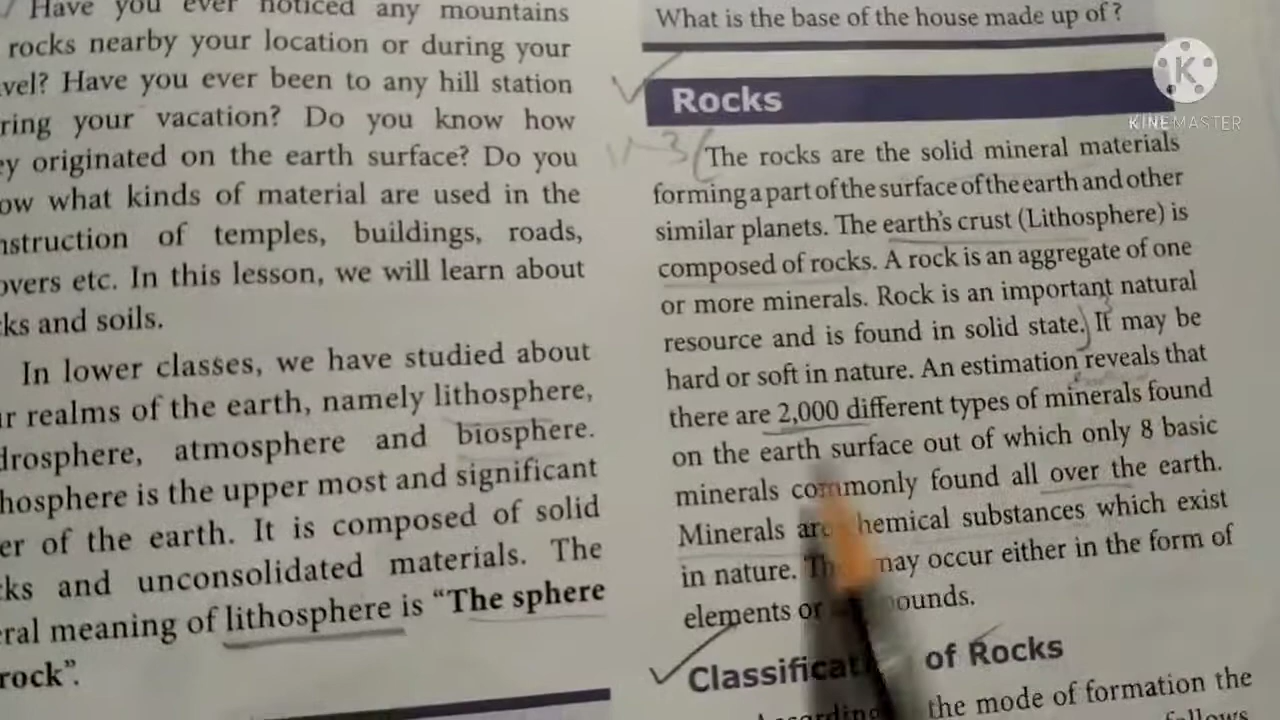 Have you ever noticed any mountains
rocks nearby your location or during your
vel? Have you ever been to any hill station
ring your vacation? Do you know how
ey originated on the earth surface? Do you
ow what kinds of material are used in the
nstruction of temples, buildings, roads,
overs etc. In this lesson, we will learn about
ks and soils.
In lower classes, we have studied about
ur realms of the earth, namely lithosphere,
drosphere, atmosphere and biosphere.
hosphere is the upper most and significant
er of the earth. It is composed of solid
ks and unconsolidated materials. The
eral meaning of lithosphere is “The sphere
rock”.
What is the base of the house made up of?
Rocks
The rocks are the solid mineral materials
forming a part of the surface of the earth and other
similar planets. The earth's crust (Lithosphere) is
composed of rocks. A rock is an aggregate of one
or more minerals. Rock is an important natural
resource and is found in solid state. It may be
hard or soft in nature. An estimation reveals that
there are 2,000 different types of minerals found
on the earth surface out of which only 8 basic
minerals commonly found all over the earth.
Minerals are hemical substances which exist
in nature. may occur either in the form of
elements or ounds.
Classificat of Rocks
the mode of formation the
follows
KINEMASTER